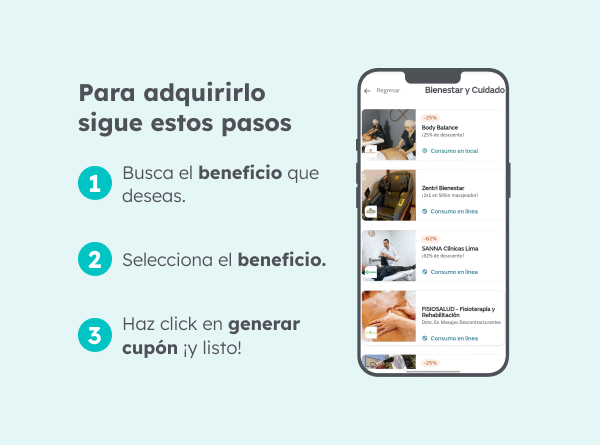 Para adquirirlo
sigue estos pasos
1
Busca el beneficio que
deseas.
2
Selecciona el beneficio.
3
Haz click en generar
cupón ¡y listo!
Regresar
Bienestar y Cuidado
-25%
Body Balance
¡25% de descuento!
Consumo en local
Zentri Bienestar
¡2x1 en Sillón masajeador!
Consumo en línea
-62%
SANNA Clínicas Lima
¡62% de descuento!
Consumo en línea
FISIOSALUD - Fisioterapia y
Rehabilitación
Dcto. En Masajes Descontracturantes
Consumo en línea
-25%